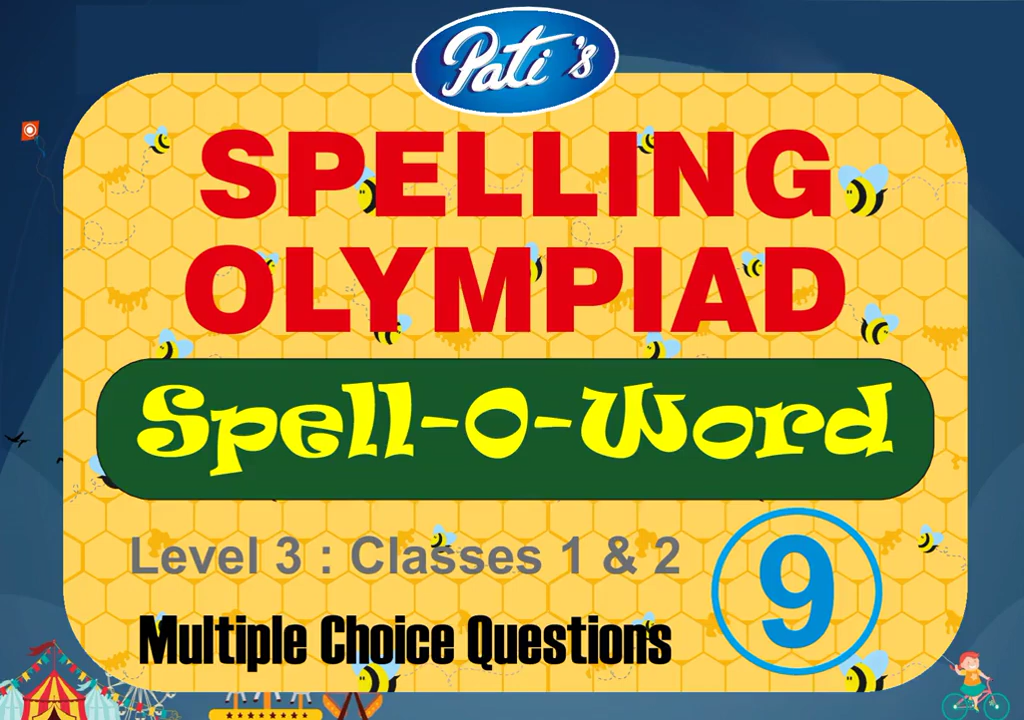 Pati's
SPELLING
OLYMPIAD
Spell-O-Word
Level 3 : Classes 1 & 2
9
Multiple Choice Questions